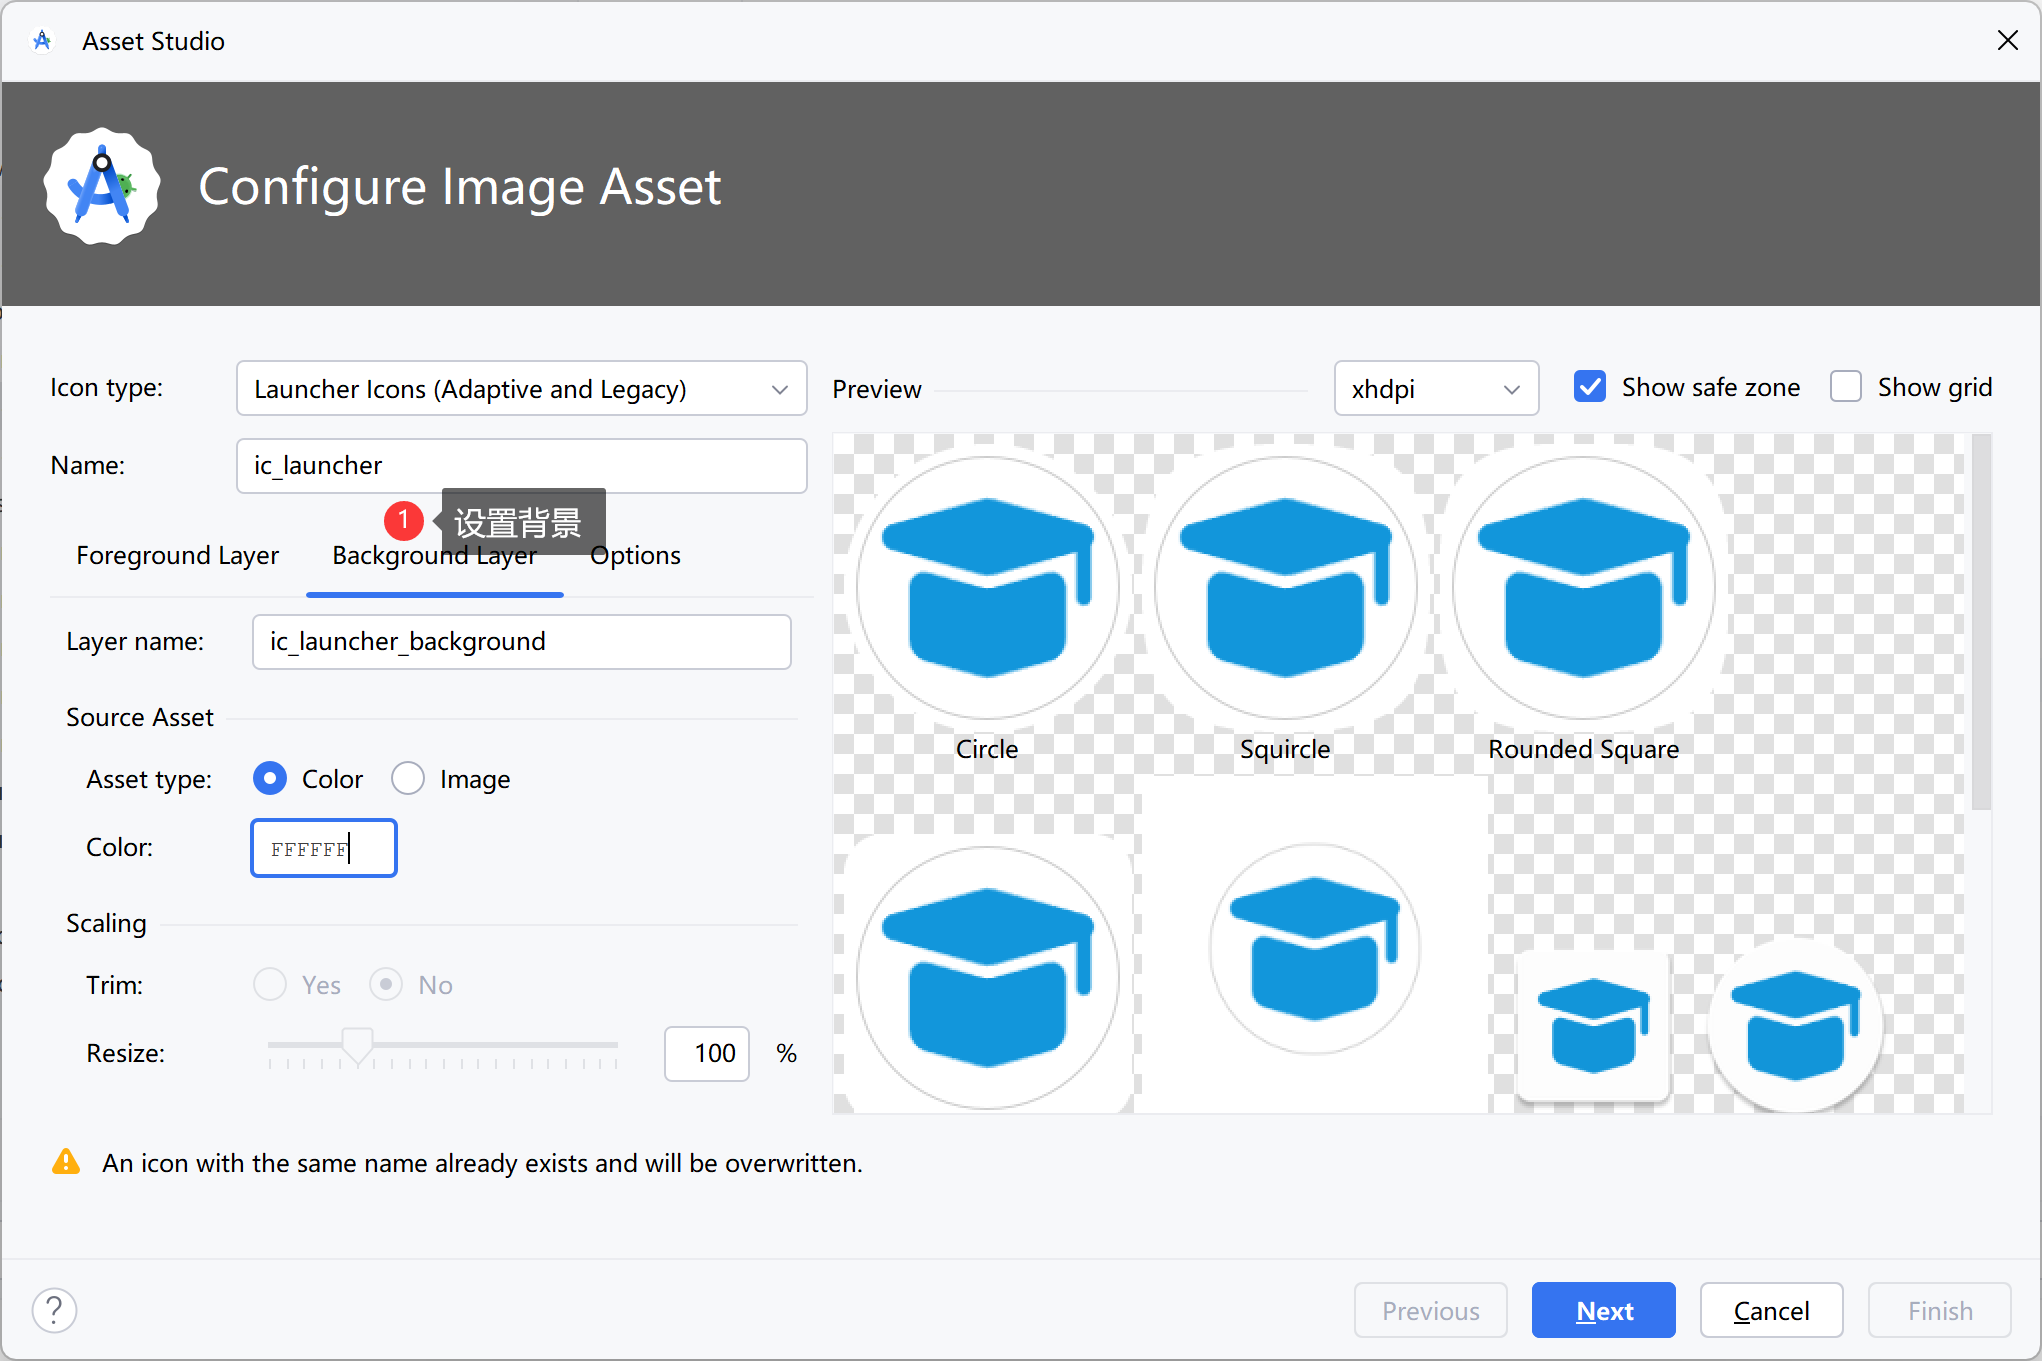 Asset Studio
Configure Image Asset
Icon type:
Launcher Icons (Adaptive and Legacy)
Name:
ic_launcher
1
设置背景
Foreground Layer
Background Layer
Options
Layer name:
ic_launcher_background
Source Asset
Asset type:
Color
Image
Color:
FFFFFF
Scaling
Trim:
Yes
No
Resize:
100
%
Preview
xhdpi
Show safe zone
Show grid
Circle
Squircle
Rounded Square
An icon with the same name already exists and will be overwritten.
?
Previous
Next
Cancel
Finish